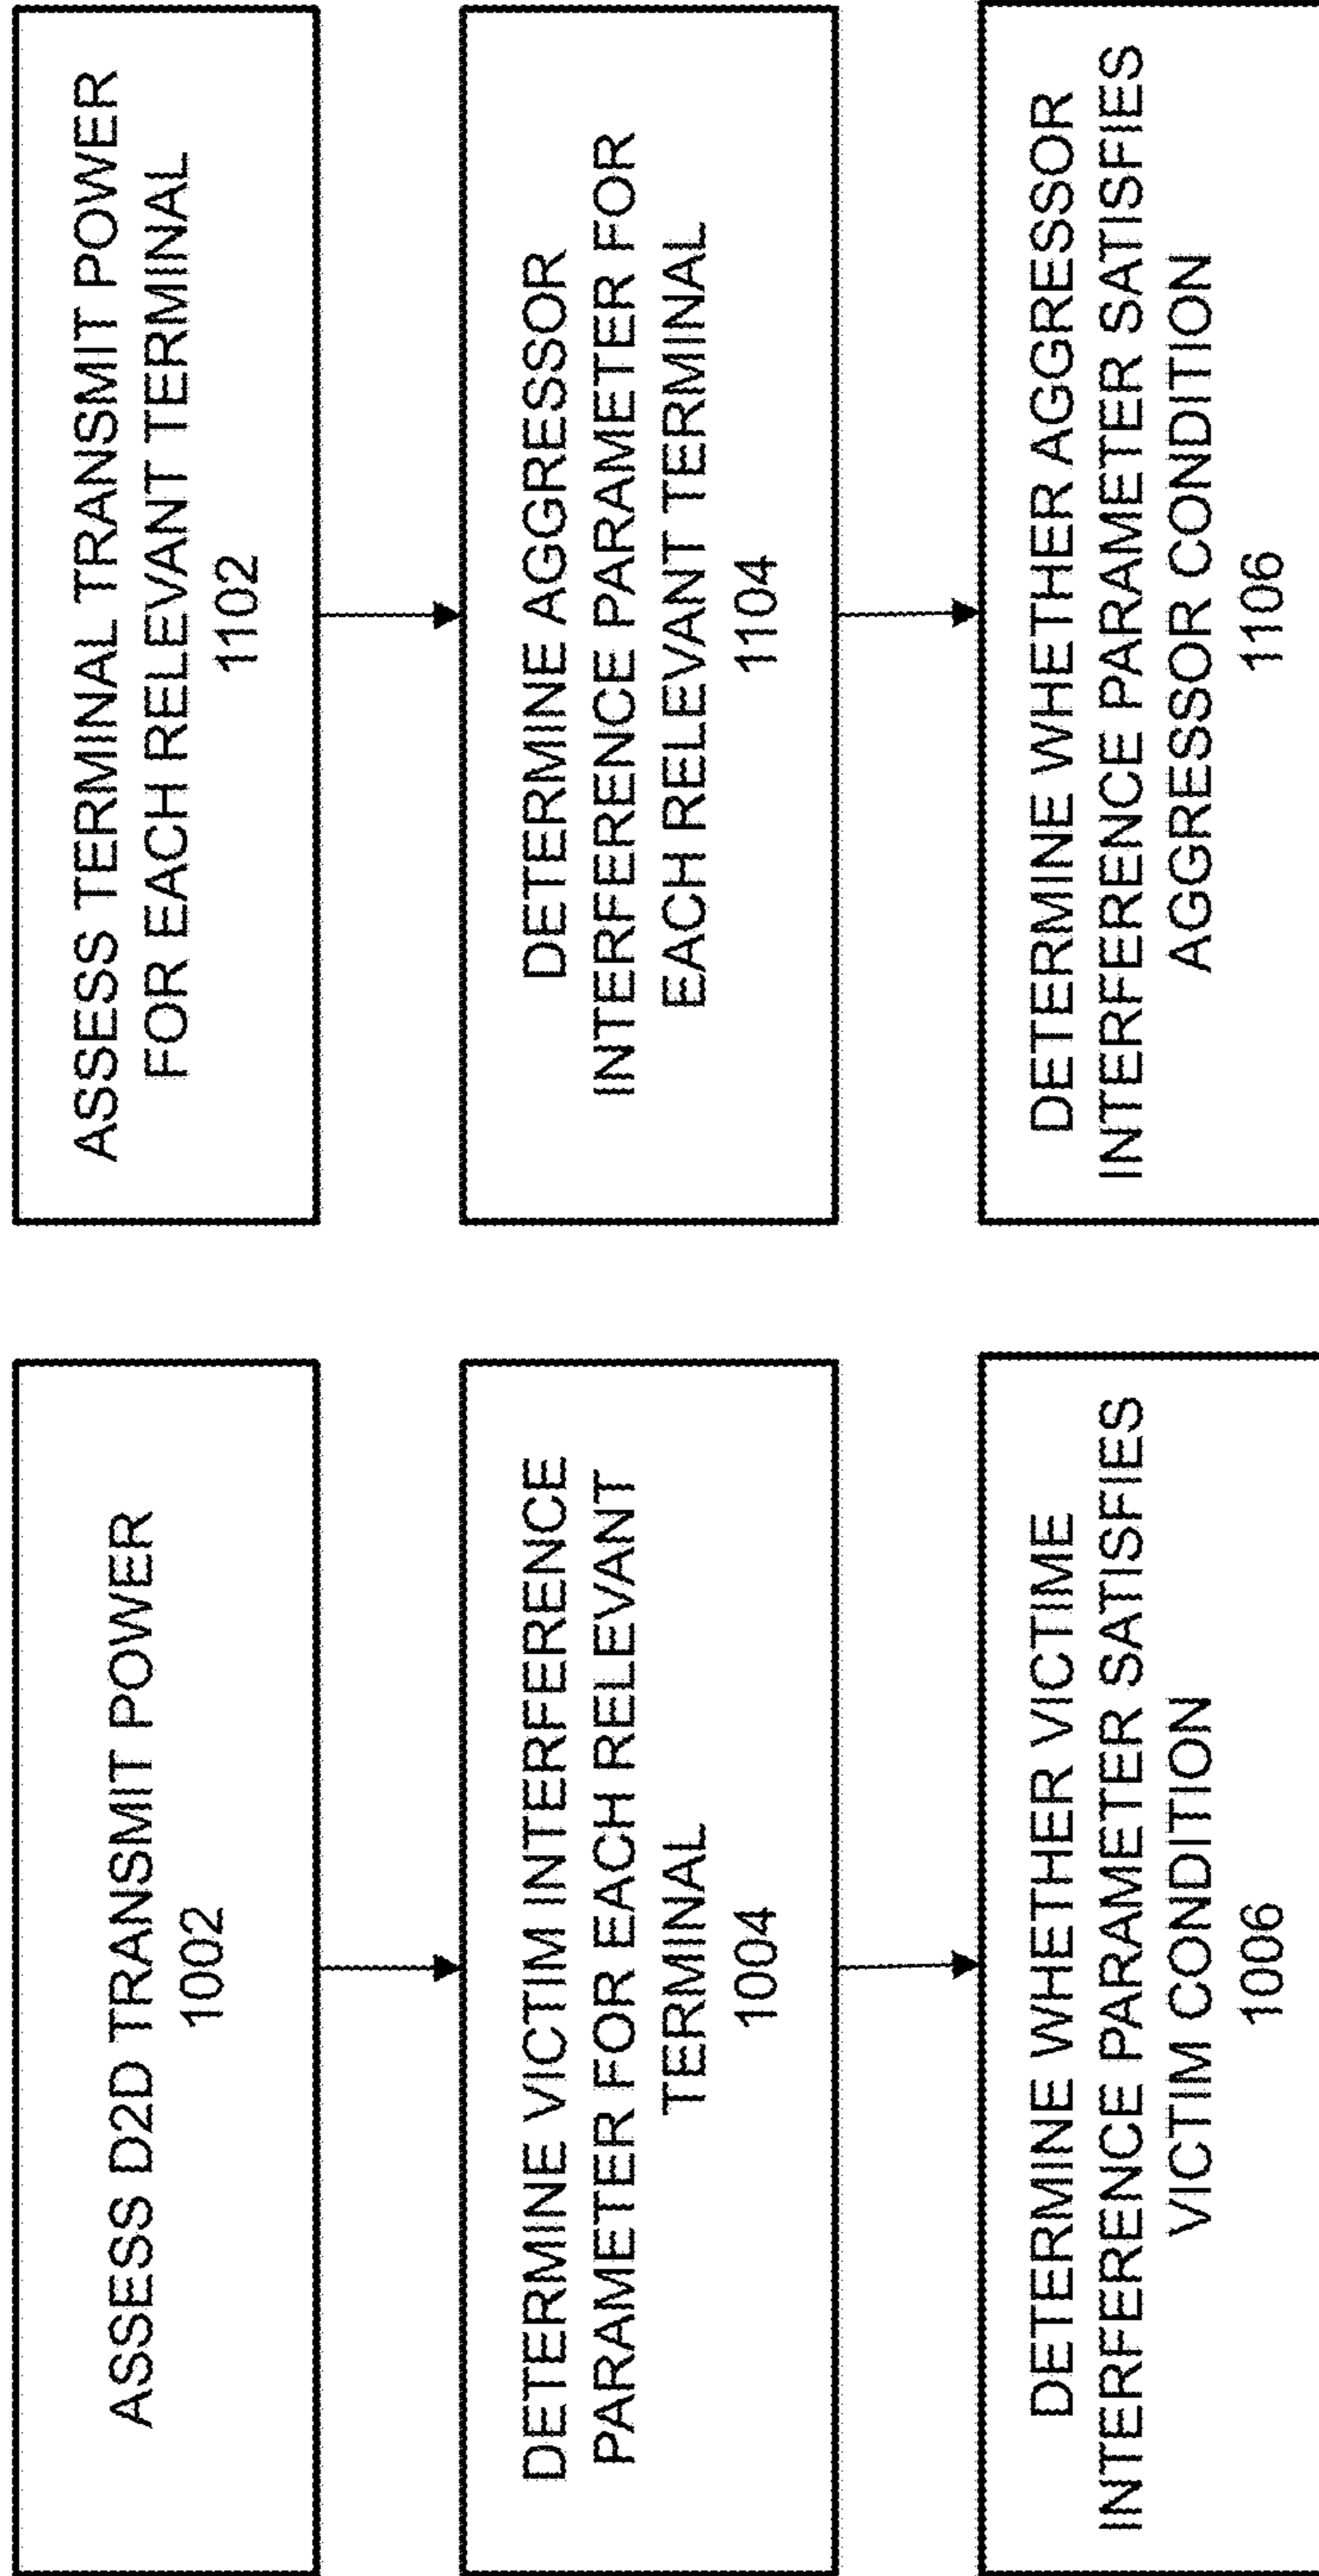 ASSESS D2D TRANSMIT POWER
1002
DETERMINE VICTIM INTERFERENCE
PARAMETER FOR EACH RELEVANT
TERMINAL
1004
DETERMINE WHETHER VICTIME
INTERFERENCE PARAMETER SATISFIES
VICTIM CONDITION
1006
ASSESS TERMINAL TRANSMIT POWER
FOR EACH RELEVANT TERMINAL
1102
DETERMINE AGGRESSOR
INTERFERENCE PARAMETER FOR
EACH RELEVANT TERMINAL
1104
DETERMINE WHETHER AGGRESSOR
INTERFERENCE PARAMETER SATISFIES
AGGRESSOR CONDITION
1106